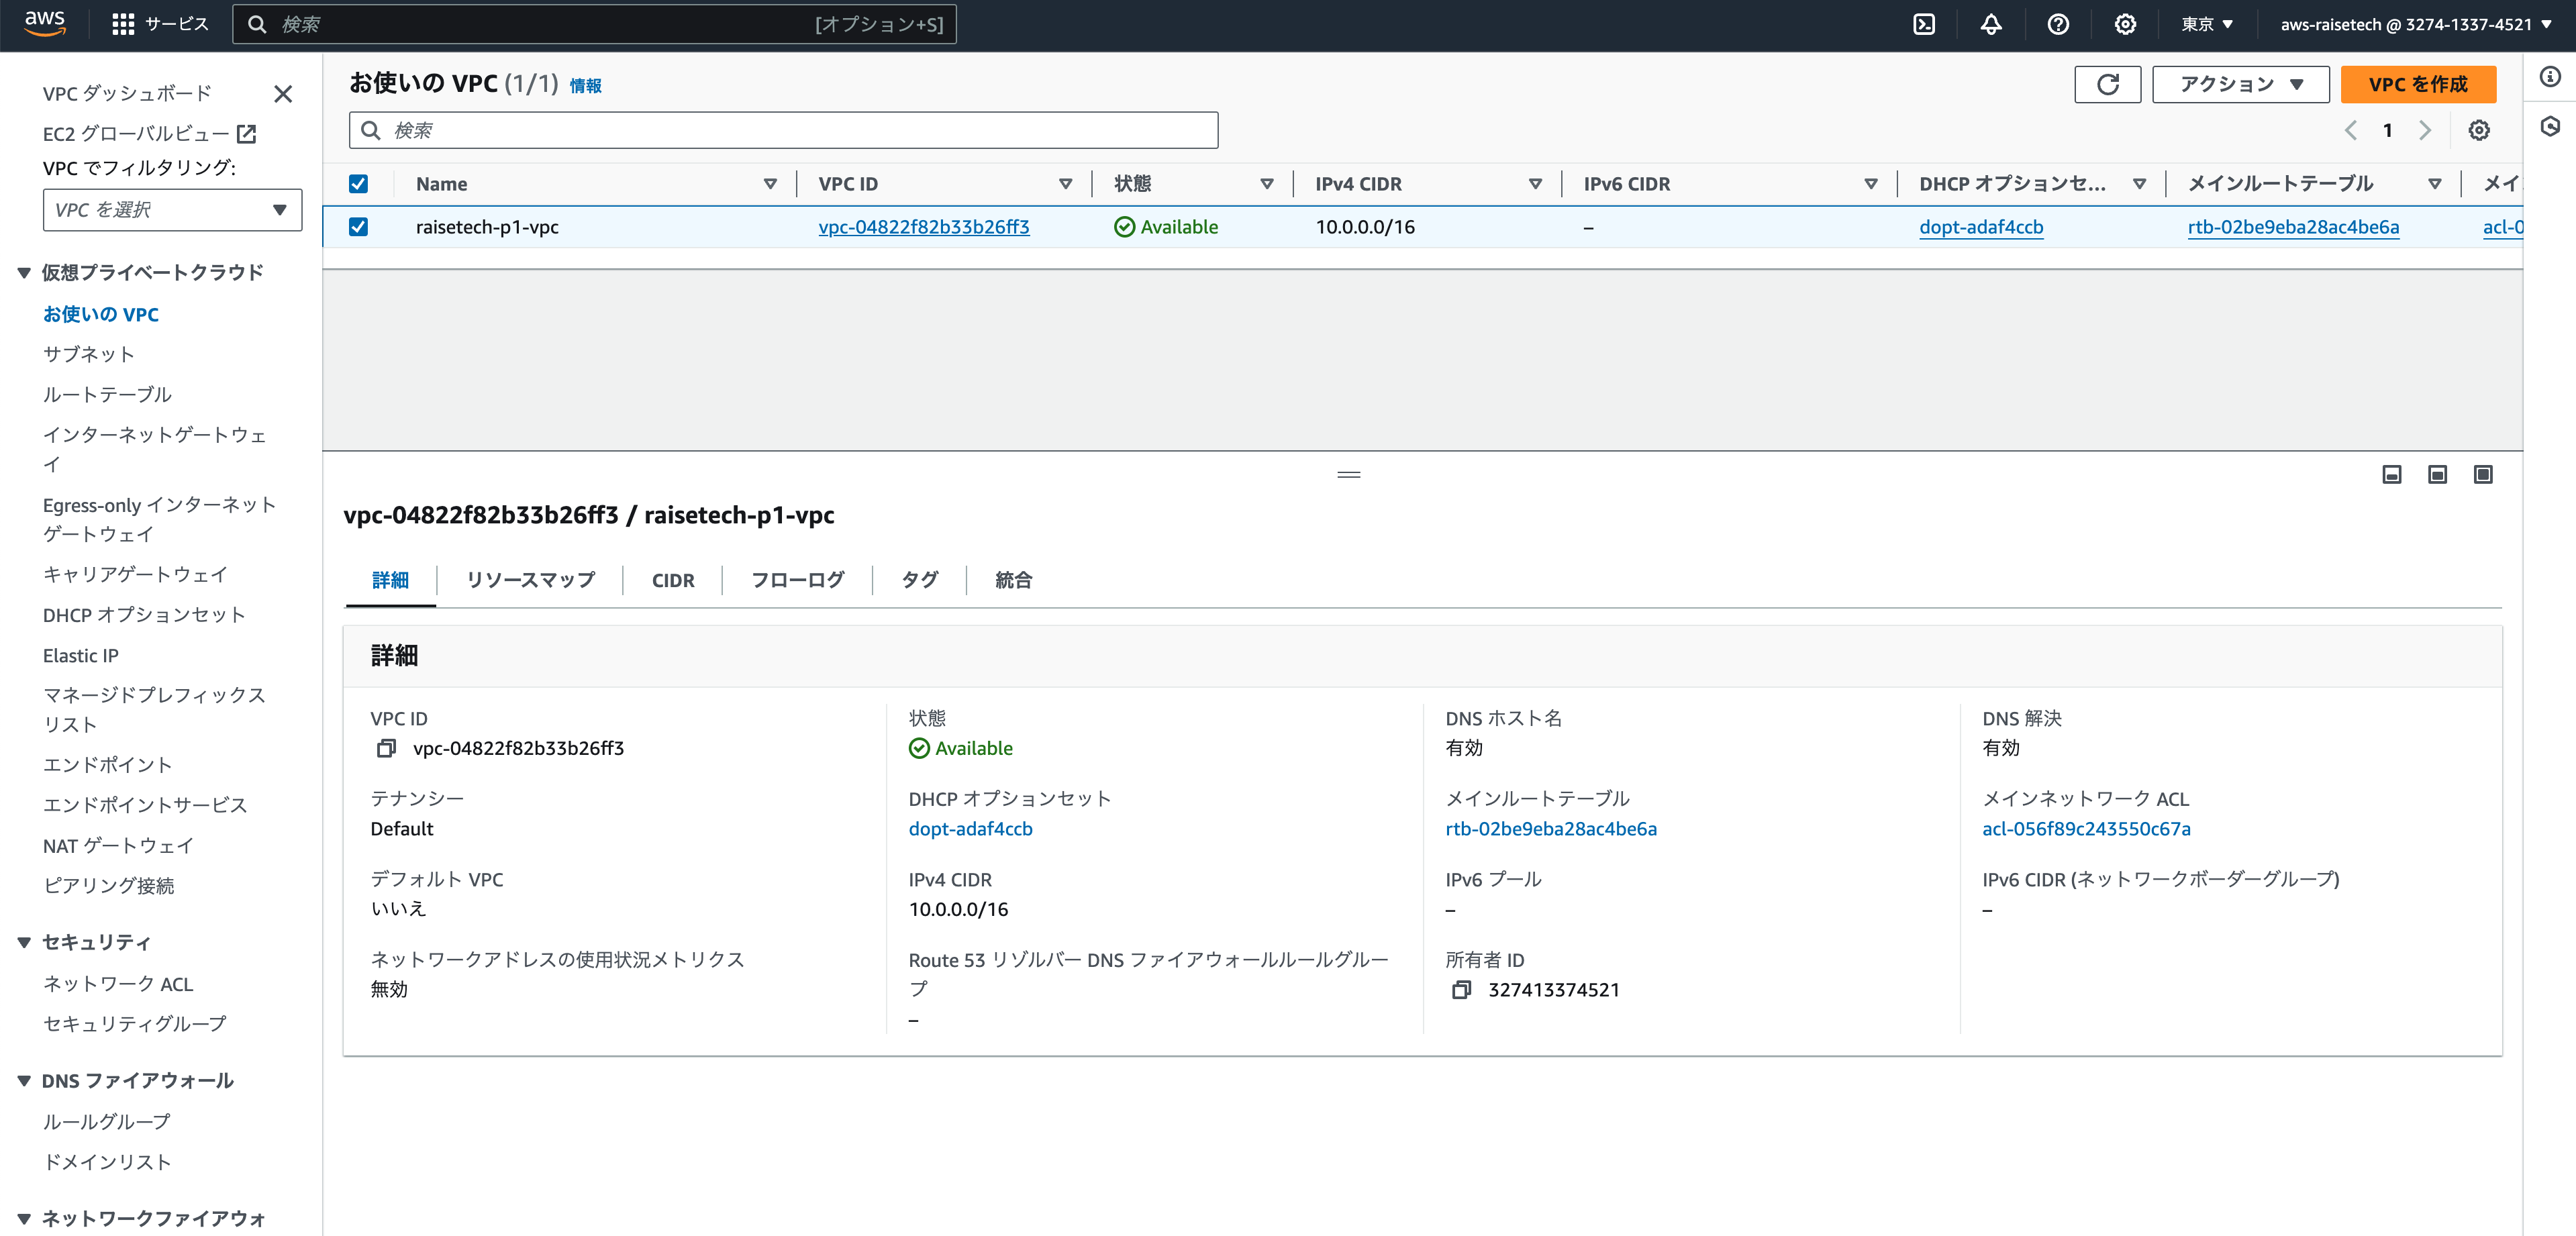 aws
サービス
検索
[オプション+S]
東京
aws-raisetech @ 3274-1337-4521
VPC ダッシュボード
EC2 グローバルビュー
VPC でフィルタリング:
VPC を選択
仮想プライベートクラウド
お使いの VPC
サブネット
ルートテーブル
インターネットゲートウェ
イ
Egress-only インターネット
ゲートウェイ
キャリアゲートウェイ
DHCP オプションセット
Elastic IP
マネージドプレフィックス
リスト
エンドポイント
エンドポイントサービス
NAT ゲートウェイ
ピアリング接続
セキュリティ
ネットワーク ACL
セキュリティグループ
DNS ファイアウォール
ルールグループ
ドメインリスト
ネットワークファイアウォ
お使いの VPC (1/1) 情報
アクション
VPC を作成
検索
1
Name VPC ID 状態 IPv4 CIDR IPv6 CIDR DHCP オプションセ... メインルートテーブル メイ
raisetech-p1-vpc vpc-04822f82b33b26ff3 Available 10.0.0.0/16 – dopt-adaf4ccb rtb-02be9eba28ac4be6a acl-0
vpc-04822f82b33b26ff3 / raisetech-p1-vpc
詳細 リソースマップ CIDR フローログ タグ 統合
詳細
VPC ID
vpc-04822f82b33b26ff3
状態
Available
DNS ホスト名
有効
DNS 解決
有効
テナンシー
Default
DHCP オプションセット
dopt-adaf4ccb
メインルートテーブル
rtb-02be9eba28ac4be6a
メインネットワーク ACL
acl-056f89c243550c67a
デフォルト VPC
いいえ
IPv4 CIDR
10.0.0.0/16
IPv6 プール
–
IPv6 CIDR (ネットワークボーダーグループ)
–
ネットワークアドレスの使用状況メトリクス
無効
Route 53 リゾルバー DNS ファイアウォールルールグルー
プ
–
所有者 ID
327413374521